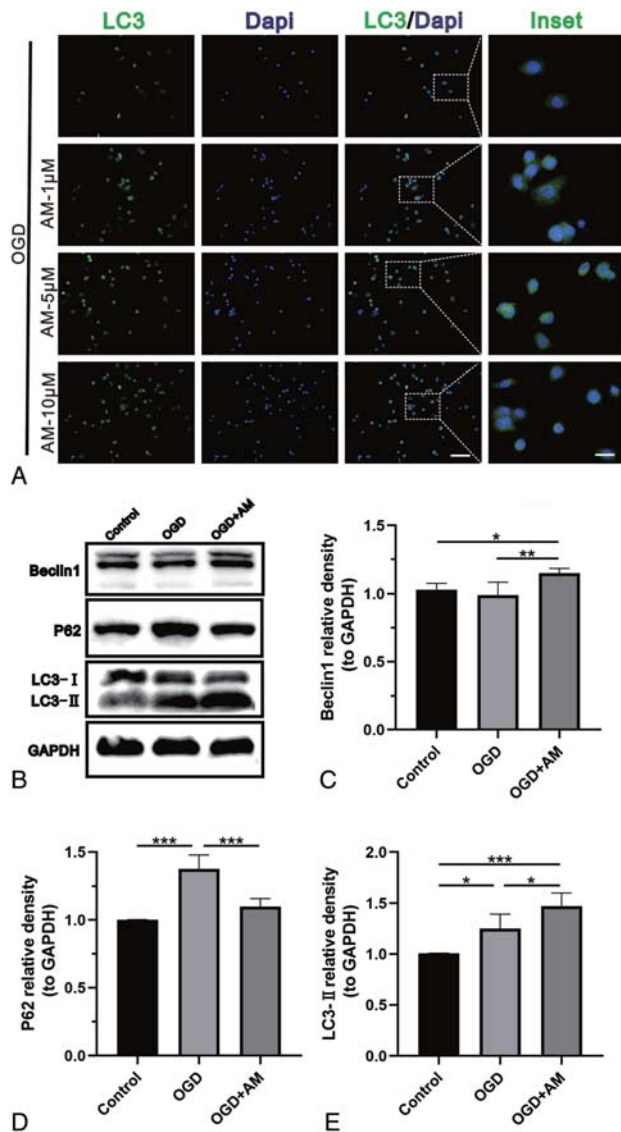 LC3 Dapi LC3/Dapi Inset
OGD
AM-1μM
AM-5μM
AM-10μM
A
Control OGD OGD+AM
Beclin1
P62
LC3-I
LC3-II
GAPDH
B
Beclin1 relative density
(to GAPDH)
1.5
1.0
0.5
0.0
* **
Control OGD OGD+AM
C
P62 relative density
(to GAPDH)
1.5
1.0
0.5
0.0
*** ***
Control OGD OGD+AM
D
LC3-II relative density
(to GAPDH)
2.0
1.5
1.0
0.5
0.0
***
* *
Control OGD OGD+AM
E